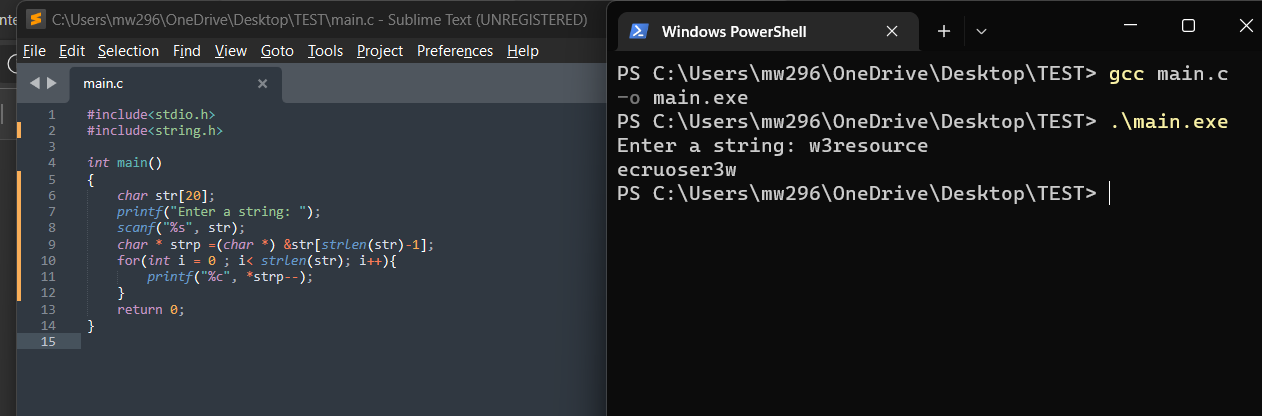 nte
C:\Users\mw296\OneDrive\Desktop\TEST\main.c - Sublime Text (UNREGISTERED)
File Edit Selection Find View Goto Tools Project Preferences Help
main.c
1 #include<stdio.h>
2 #include<string.h>
3
4 int main()
5 {
6 char str[20];
7 printf("Enter a string: ");
8 scanf("%s", str);
9 char * strp =(char *) &str[strlen(str)-1];
10 for(int i = 0 ; i< strlen(str); i++){
11 printf("%c", *strp--);
12 }
13 return 0;
14 }
15
Windows PowerShell
PS C:\Users\mw296\OneDrive\Desktop\TEST> gcc main.c
-o main.exe
PS C:\Users\mw296\OneDrive\Desktop\TEST> .\main.exe
Enter a string: w3resource
ecruoser3w
PS C:\Users\mw296\OneDrive\Desktop\TEST>